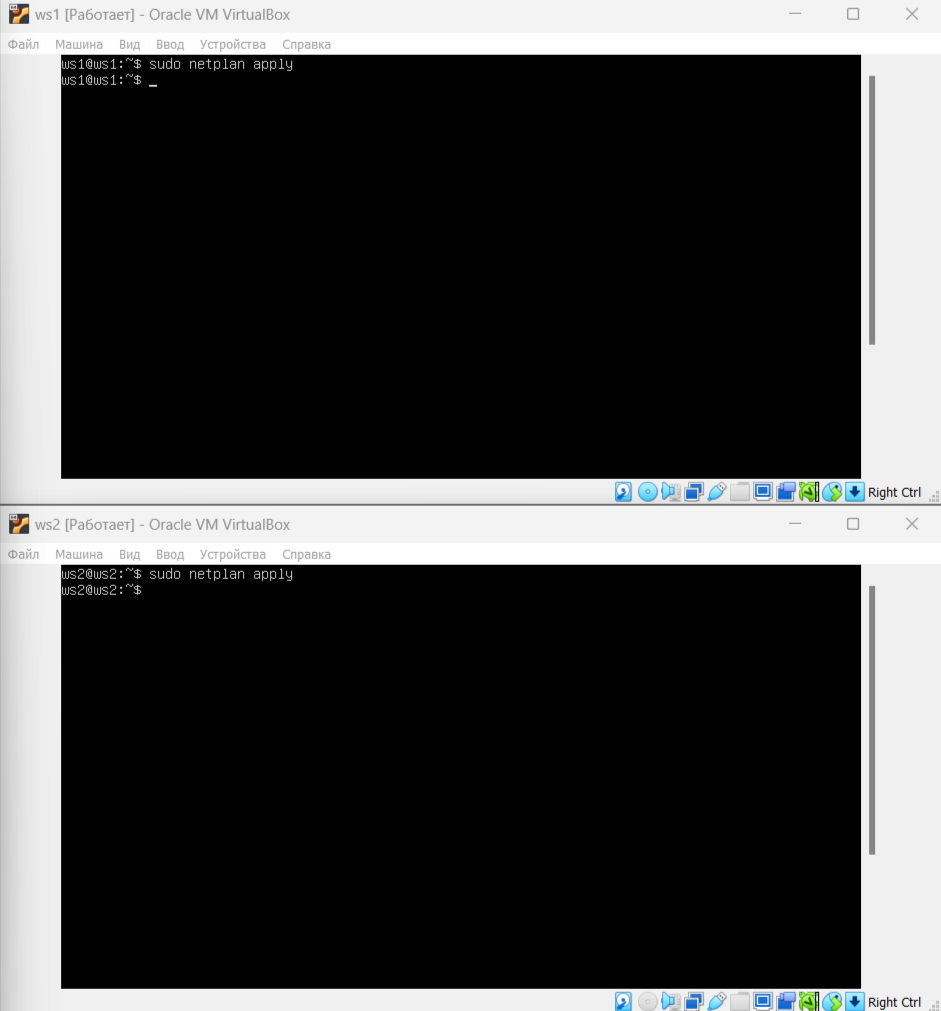 ws1 [Работает] - Oracle VM VirtualBox
Файл Машина Вид Ввод Устройства Справка
ws1@ws1:~$ sudo netplan apply
ws1@ws1:~$ _
Right Ctrl
ws2 [Работает] - Oracle VM VirtualBox
Файл Машина Вид Ввод Устройства Справка
ws2@ws2:~$ sudo netplan apply
ws2@ws2:~$
Right Ctrl